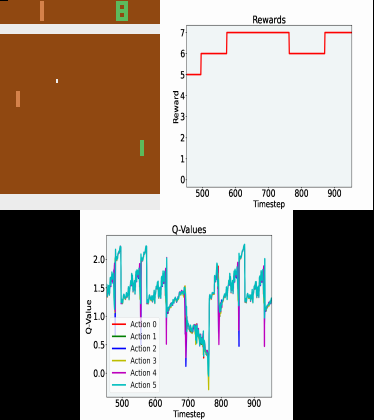 1 8
Rewards
7
6
5
4
3
2
1
0
Reward
500 600 700 800 900
Timestep
Q-Values
2.0
1.5
1.0
0.5
0.0
Q-Value
Action 0
Action 1
Action 2
Action 3
Action 4
Action 5
500 600 700 800 900
Timestep